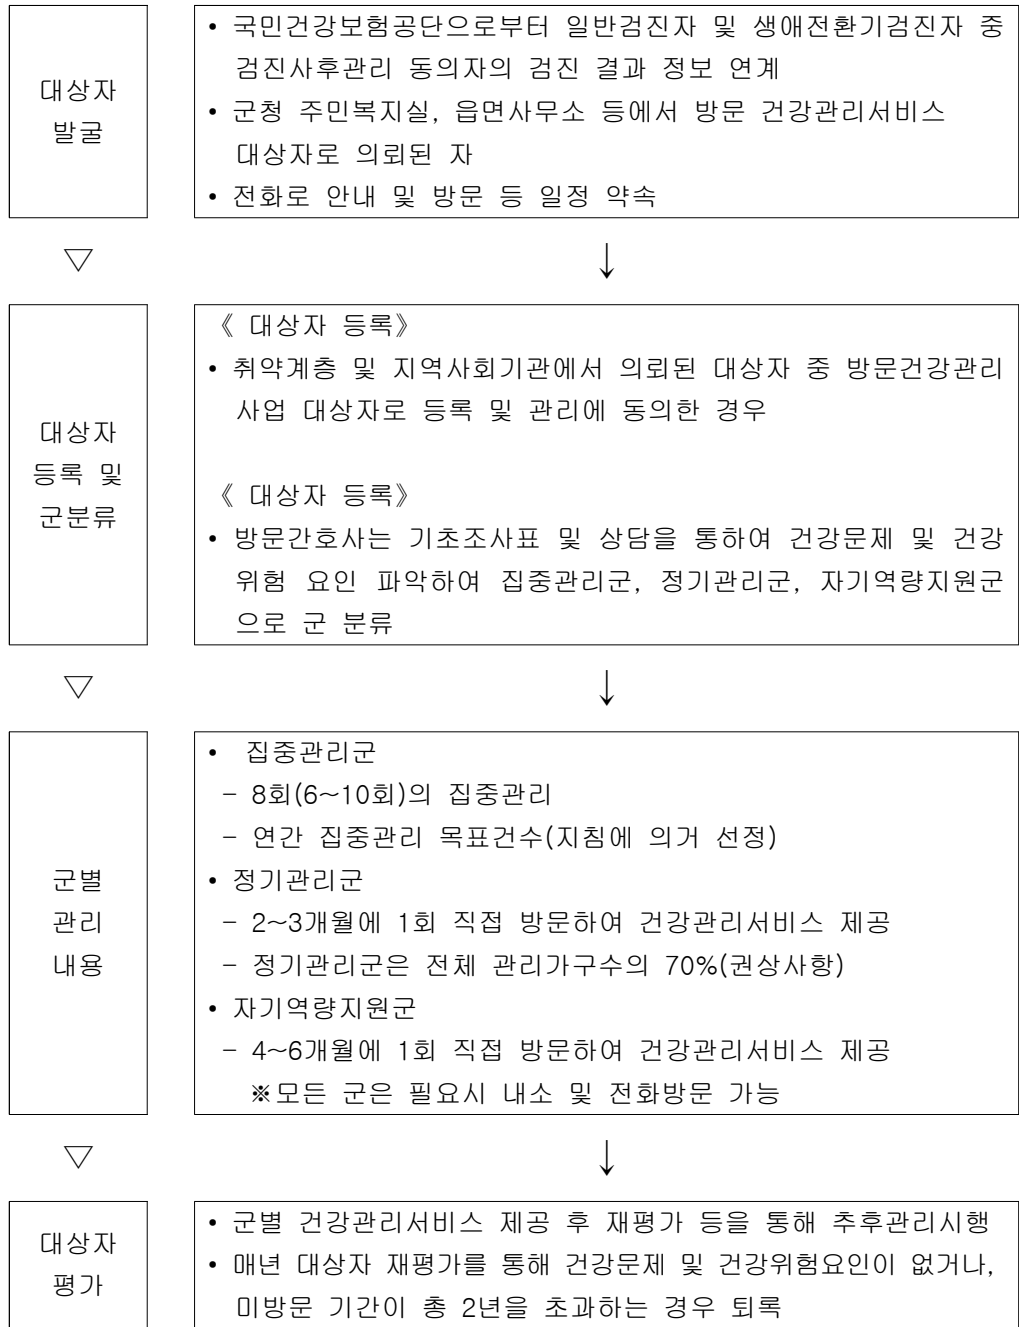 대상자
발굴
• 국민건강보험공단으로부터 일반검진자 및 생애전환기검진자 중
검진사후관리 동의자의 검진 결과 정보 연계
• 군청 주민복지실, 읍면사무소 등에서 방문 건강관리서비스
대상자로 의뢰된 자
• 전화로 안내 및 방문 등 일정 약속
▽
↓
대상자
등록 및
군분류
《 대상자 등록》
• 취약계층 및 지역사회기관에서 의뢰된 대상자 중 방문건강관리
사업 대상자로 등록 및 관리에 동의한 경우
《 대상자 등록》
• 방문간호사는 기초조사표 및 상담을 통하여 건강문제 및 건강
위험 요인 파악하여 집중관리군, 정기관리군, 자기역량지원군
으로 군 분류
▽
↓
군별
관리
내용
• 집중관리군
- 8회(6~10회)의 집중관리
- 연간 집중관리 목표건수(지침에 의거 선정)
• 정기관리군
- 2~3개월에 1회 직접 방문하여 건강관리서비스 제공
- 정기관리군은 전체 관리가구수의 70%(권상사항)
• 자기역량지원군
- 4~6개월에 1회 직접 방문하여 건강관리서비스 제공
※모든 군은 필요시 내소 및 전화방문 가능
▽
↓
대상자
평가
• 군별 건강관리서비스 제공 후 재평가 등을 통해 추후관리시행
• 매년 대상자 재평가를 통해 건강문제 및 건강위험요인이 없거나,
미방문 기간이 총 2년을 초과하는 경우 퇴록